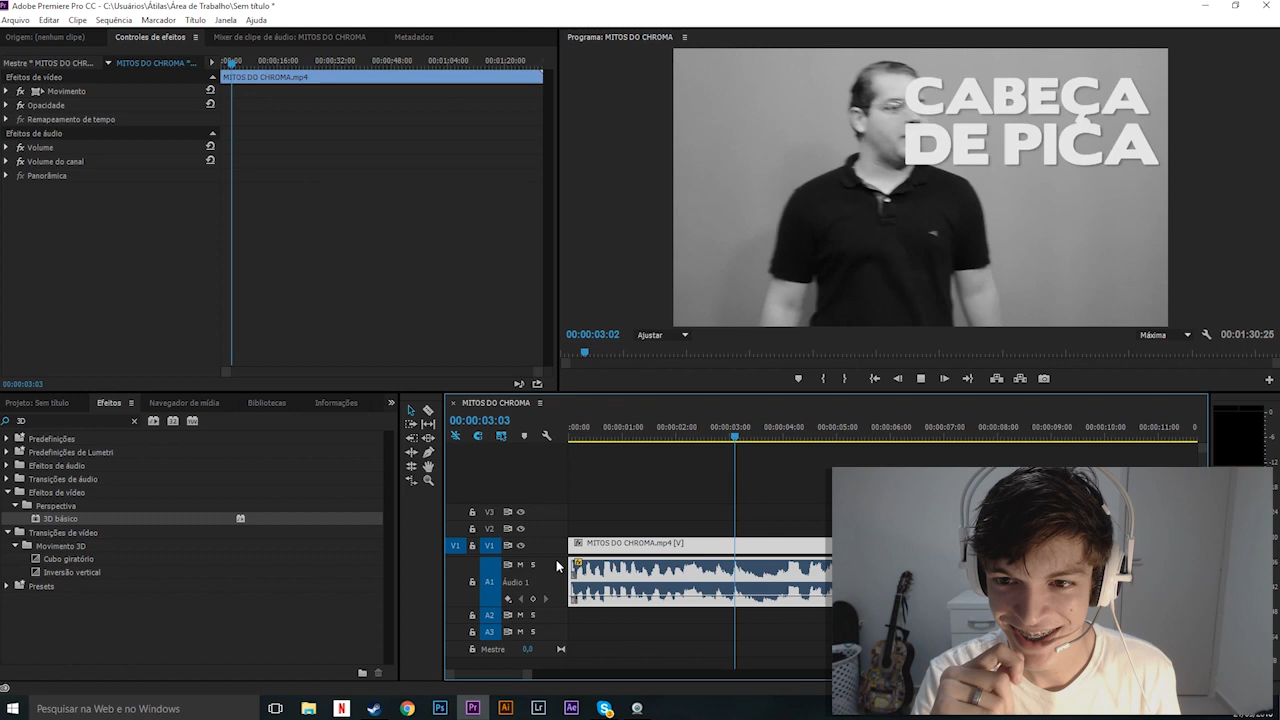 Adobe Premiere Pro CC - C:\Usuários\Átilas\Área de Trabalho\Sem título *
Arquivo Editar Clipe Sequência Marcador Título Janela Ajuda
Origem: (nenhum clipe) Controles de efeitos Mixer de clipe de áudio: MITOS DO CHROMA Metadados
Programa: MITOS DO CHROMA
Mestre * MITOS DO CHR... MITOS DO CHROMA *... :00:00 00:00:16:00 00:00:32:00 00:00:48:00 00:01:04:00 00:01:20:00
Efeitos de vídeo
MITOS DO CHROMA.mp4
fx Movimento
fx Opacidade
fx Remapeamento de tempo
Efeitos de áudio
fx Volume
fx Volume do canal
fx Panorâmica
CABEÇA
DE PICA
00:00:03:02 Ajustar Máxima 00:01:30:25
00:00:03:03
Projeto: Sem título Efeitos Navegador de mídia Bibliotecas Informações
3D
Predefinições
Predefinições de Lumetri
Efeitos de áudio
Transições de áudio
Efeitos de vídeo
Perspectiva
3D básico
Transições de vídeo
Movimento 3D
Cubo giratório
Inversão vertical
Presets
MITOS DO CHROMA
00:00:03:03
:00:00 00:00:01:00 00:00:02:00 00:00:03:00 00:00:04:00 00:00:05:00 00:00:06:00 00:00:07:00 00:00:08:00 00:00:09:00 00:00:10:00 00:00:11:00
V3
V2
V1 V1 MITOS DO CHROMA.mp4 [V]
M S
A1 Áudio 1
A2 M S
A3 M S
Mestre 0,0
Pesquisar na Web e no Windows